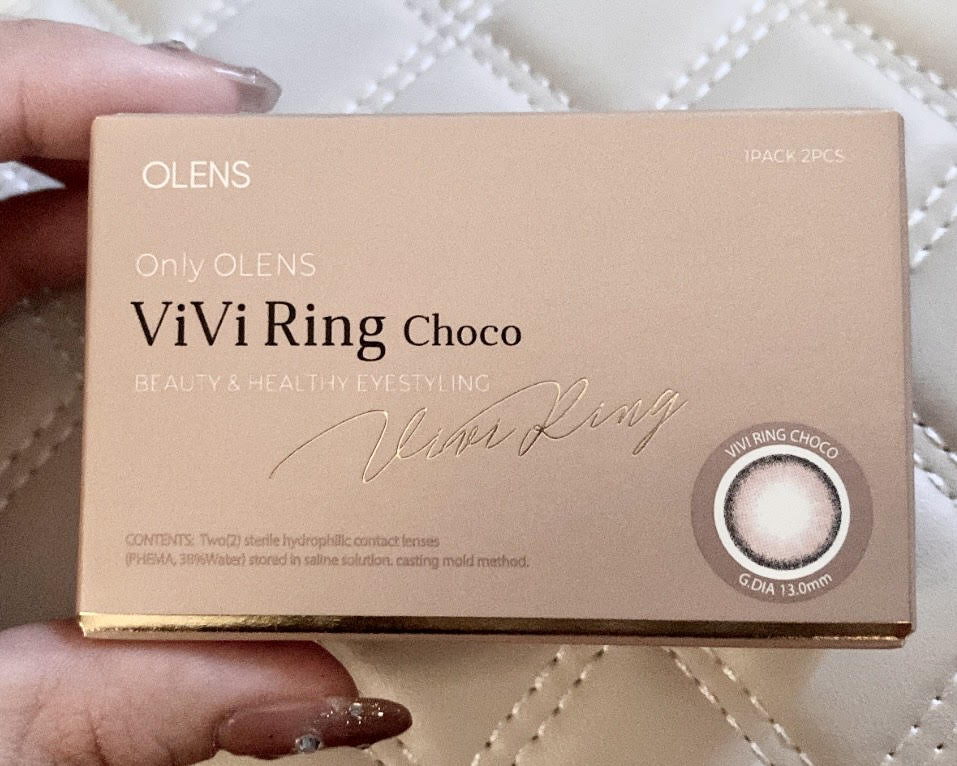 OLENS
1PACK 2PCS
Only OLENS
ViVi Ring Choco
BEAUTY & HEALTHY EYESTYLING
ViVi Ring
VIVI RING CHOCO
G.DIA 13.0mm
CONTENTS: Two(2) sterile hydrophilic contact lenses
(PHEMA, 38%Water) stored in saline solution. casting mold method.